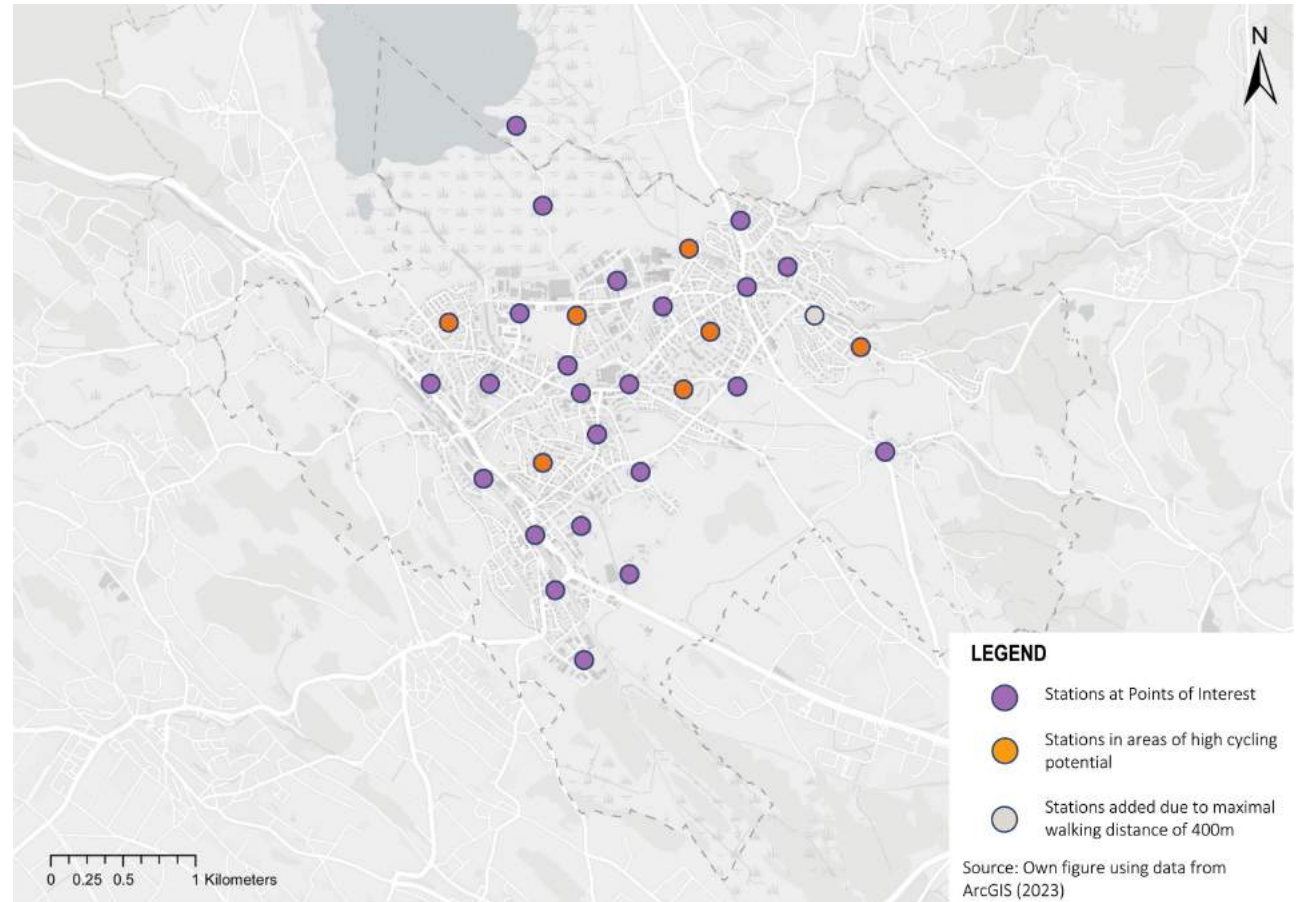 N
LEGEND
Stations at Points of Interest
Stations in areas of high cycling
potential
Stations added due to maximal
walking distance of 400m
Source: Own figure using data from
ArcGIS (2023)
0 0.25 0.5 1 Kilometers